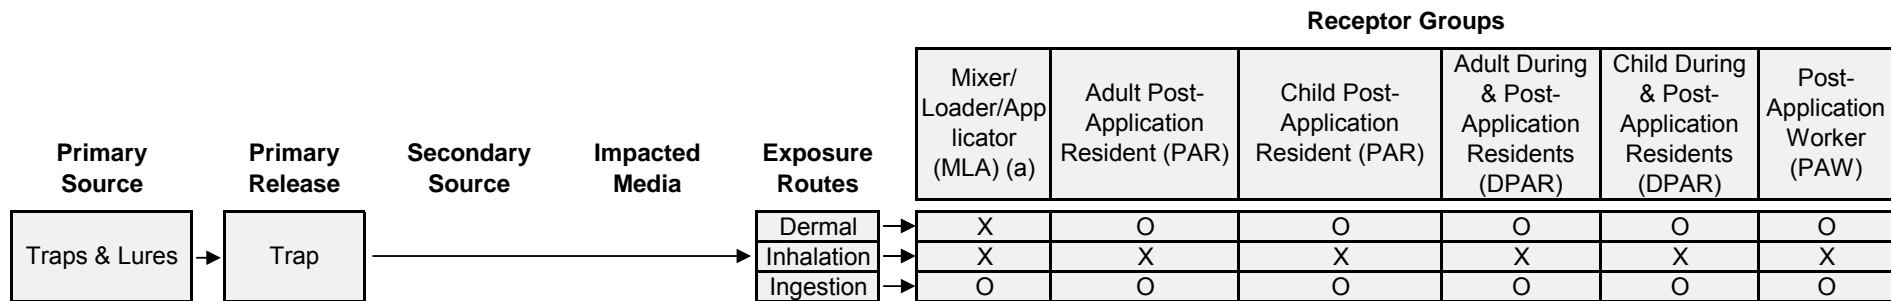 Receptor Groups
Primary
Source
Primary
Release
Secondary
Source
Impacted
Media
Exposure
Routes
Mixer/
Loader/App
licator
(MLA) (a)
Adult Post-
Application
Resident (PAR)
Child Post-
Application
Resident (PAR)
Adult During
& Post-
Application
Residents
(DPAR)
Child During
& Post-
Application
Residents
(DPAR)
Post-
Application
Worker
(PAW)
Traps & Lures
Trap
Dermal X O O O O O
Inhalation X X X X X X
Ingestion O O O O O O